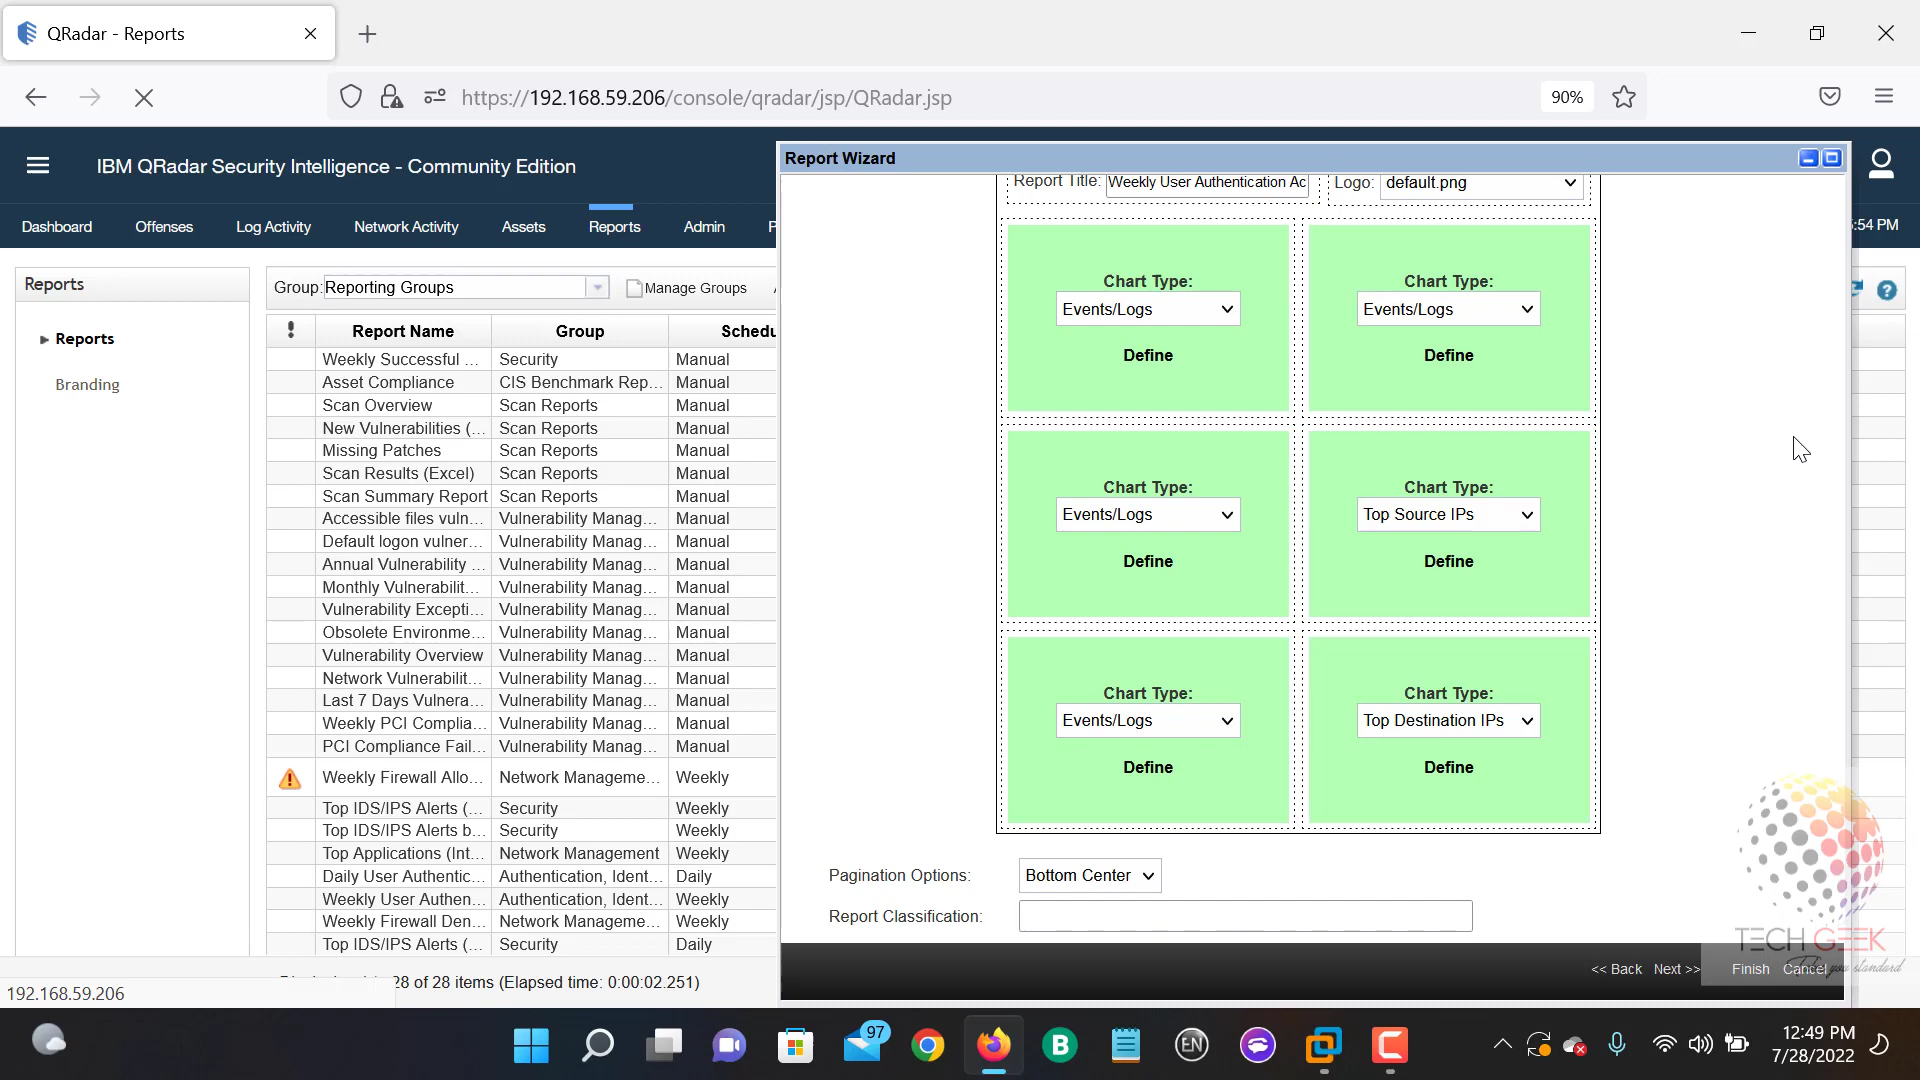 QRadar - Reports
https://192.168.59.206/console/qradar/jsp/QRadar.jsp
90%
IBM QRadar Security Intelligence - Community Edition
Dashboard
Offenses
Log Activity
Network Activity
Assets
Reports
Admin
P
:54 PM
Reports
Reports
Branding
Group: Reporting Groups
Manage Groups
Report Name Group Schedu
Weekly Successful ... Security Manual
Asset Compliance CIS Benchmark Rep... Manual
Scan Overview Scan Reports Manual
New Vulnerabilities (... Scan Reports Manual
Missing Patches Scan Reports Manual
Scan Results (Excel) Scan Reports Manual
Scan Summary Report Scan Reports Manual
Accessible files vuln... Vulnerability Manag... Manual
Default logon vulner... Vulnerability Manag... Manual
Annual Vulnerability ... Vulnerability Manag... Manual
Monthly Vulnerabilit... Vulnerability Manag... Manual
Vulnerability Excepti... Vulnerability Manag... Manual
Obsolete Environme... Vulnerability Manag... Manual
Vulnerability Overview Vulnerability Manag... Manual
Network Vulnerabilit... Vulnerability Manag... Manual
Last 7 Days Vulnera... Vulnerability Manag... Manual
Weekly PCI Complia... Vulnerability Manag... Manual
PCI Compliance Fail... Vulnerability Manag... Manual
Weekly Firewall Allo... Network Manageme... Weekly
Top IDS/IPS Alerts (... Security Weekly
Top IDS/IPS Alerts b... Security Weekly
Top Applications (Int... Network Management Weekly
Daily User Authentic... Authentication, Ident... Daily
Weekly User Authen... Authentication, Ident... Weekly
Weekly Firewall Den... Network Manageme... Weekly
Top IDS/IPS Alerts (... Security Daily
28 of 28 items (Elapsed time: 0:00:02.251)
192.168.59.206
Report Wizard
Report Title: Weekly User Authentication Ac
Logo: default.png
Chart Type:
Events/Logs
Define
Chart Type:
Events/Logs
Define
Chart Type:
Events/Logs
Define
Chart Type:
Top Source IPs
Define
Chart Type:
Events/Logs
Define
Chart Type:
Top Destination IPs
Define
Pagination Options: Bottom Center
Report Classification:
<< Back Next >> Finish Cancel
TECH GEEK
standard
97
B
EN
C
12:49 PM
7/28/2022